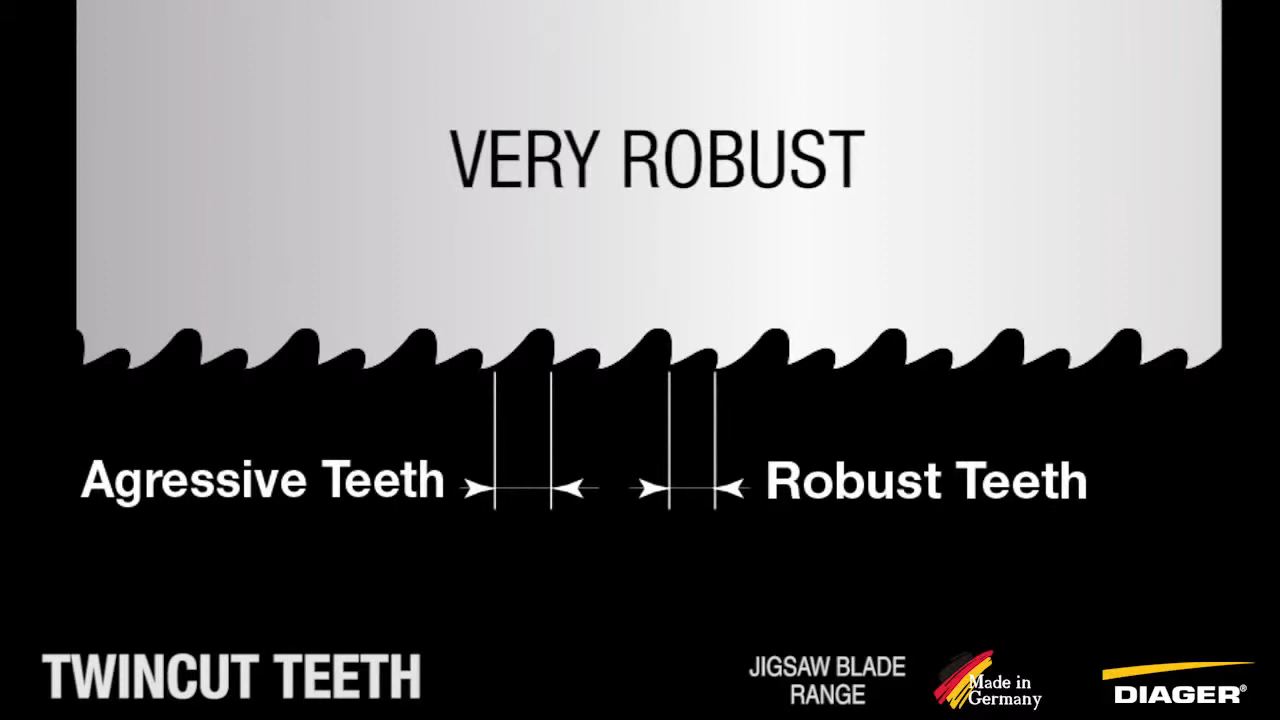 VERY ROBUST
Agressive Teeth
Robust Teeth
TWINCUT TEETH
JIGSAW BLADE
RANGE
Made in
Germany
DIAGER®